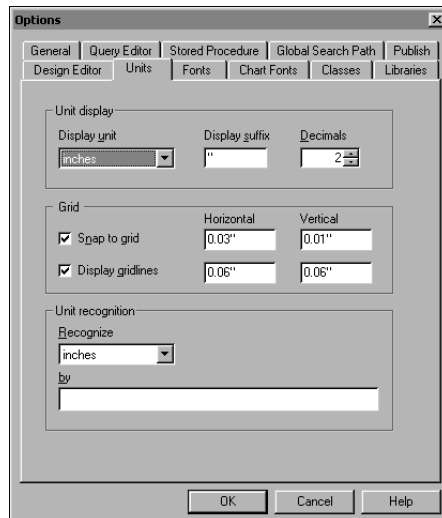 Options
General Query Editor Stored Procedure Global Search Path Publish
Design Editor Units Fonts Chart Fonts Classes Libraries
Unit display
Display unit Display suffix Decimals
inches " 2
Grid
Horizontal Vertical
Snap to grid 0.03" 0.01"
Display gridlines 0.06" 0.06"
Unit recognition
Recognize
inches
by
OK Cancel Help